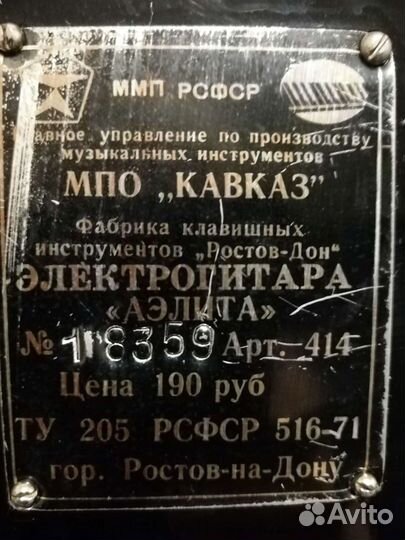 ММП РСФСР
авное управление по производству
музыкальных инструментов
МПО „КАВКАЗ”
Фабрика клавишных
инструментов „Ростов-Дон“
ЭЛЕКТРОГИТАРА
«АЭЛИТА»
№ 18359 Арт. 414
Цена 190 руб
ТУ 205 РСФСР 516-71
гор. Ростов-на-Дону
Avito